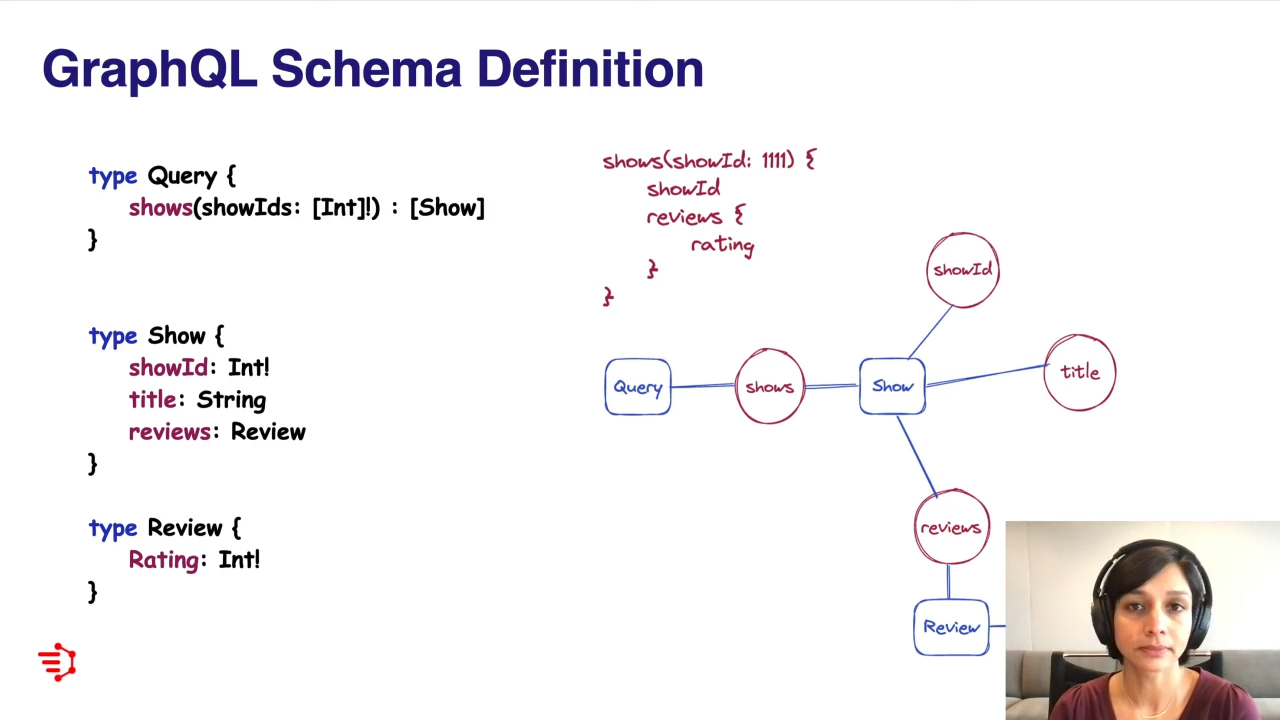 GraphQL Schema Definition
type Query {
shows(showIds: [Int]!) : [Show]
}
type Show {
showId: Int!
title: String
reviews: Review
}
type Review {
Rating: Int!
}
shows(showId: 1111) {
showId
reviews {
rating
}
}
showId
Query
shows
Show
title
reviews
Review